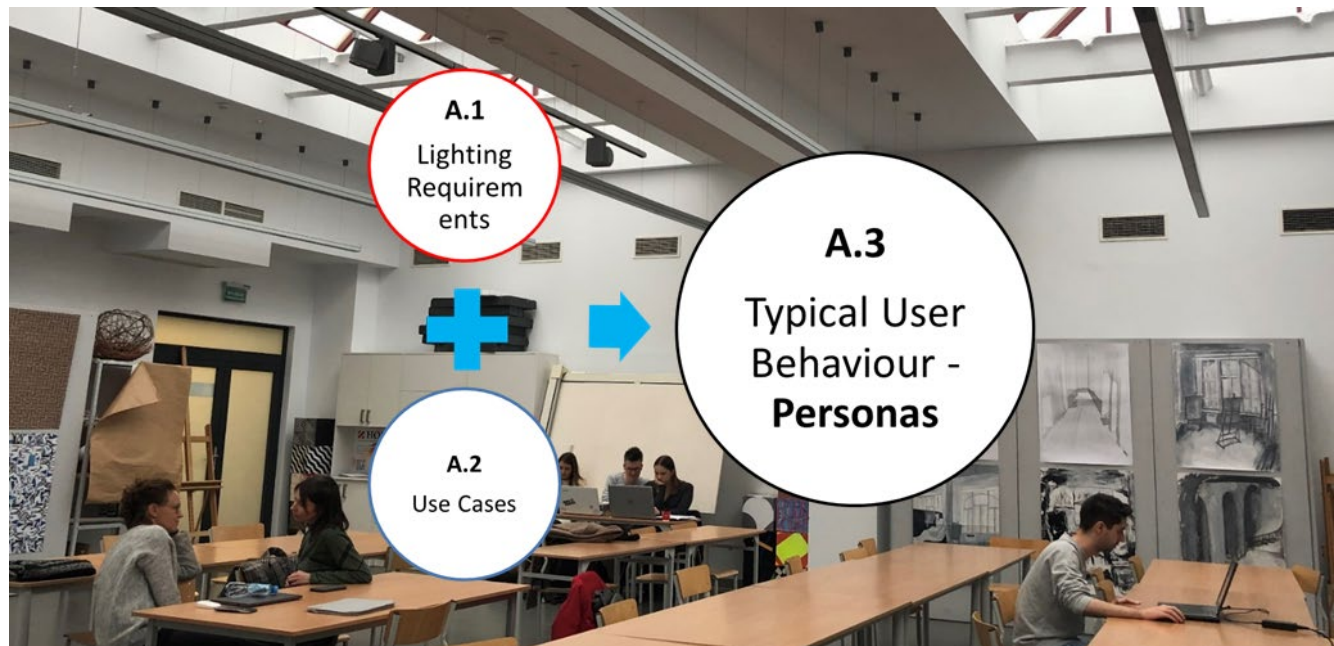 A.1
Lighting
Requirem
ents
A.2
Use Cases
A.3
Typical User
Behaviour -
Personas